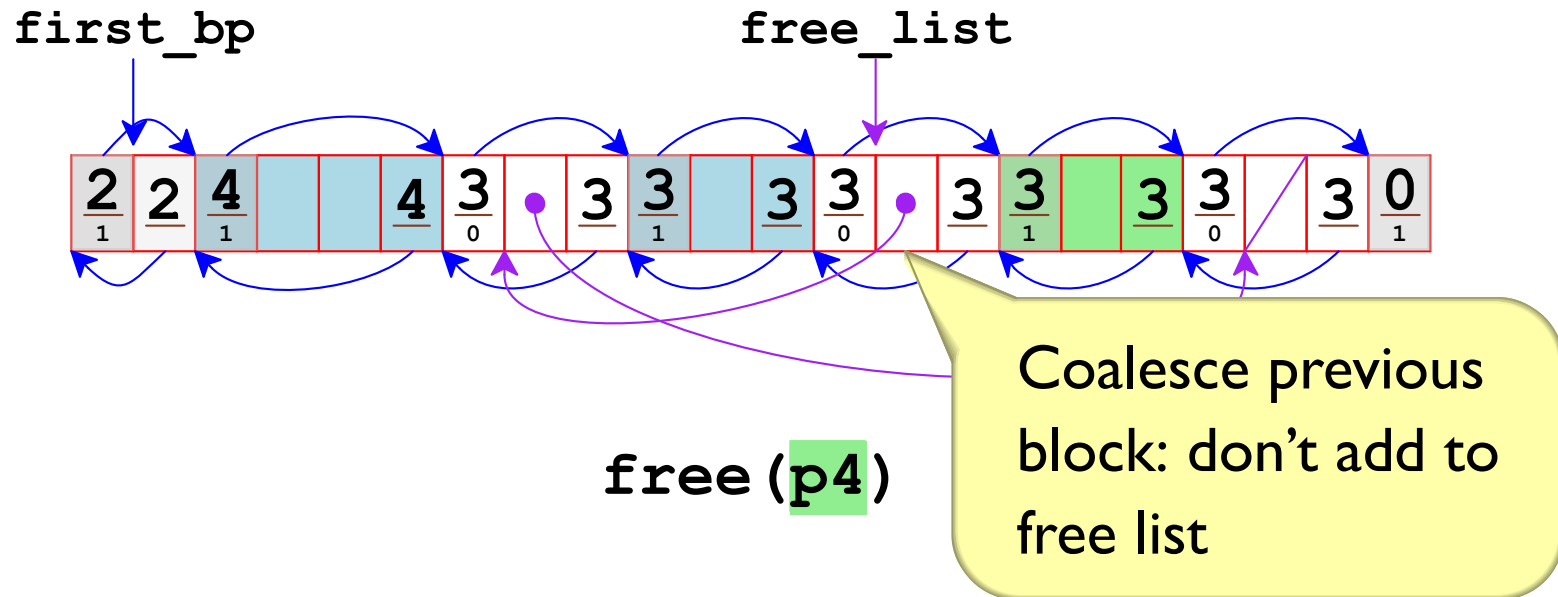 first_bp free_list
2 2 4 4 3 3 3 3 3 3 3 3 3 3 0
1 1 0 1 0 1 0 1
Coalesce previous
block: don’t add to
free list
free(p4)